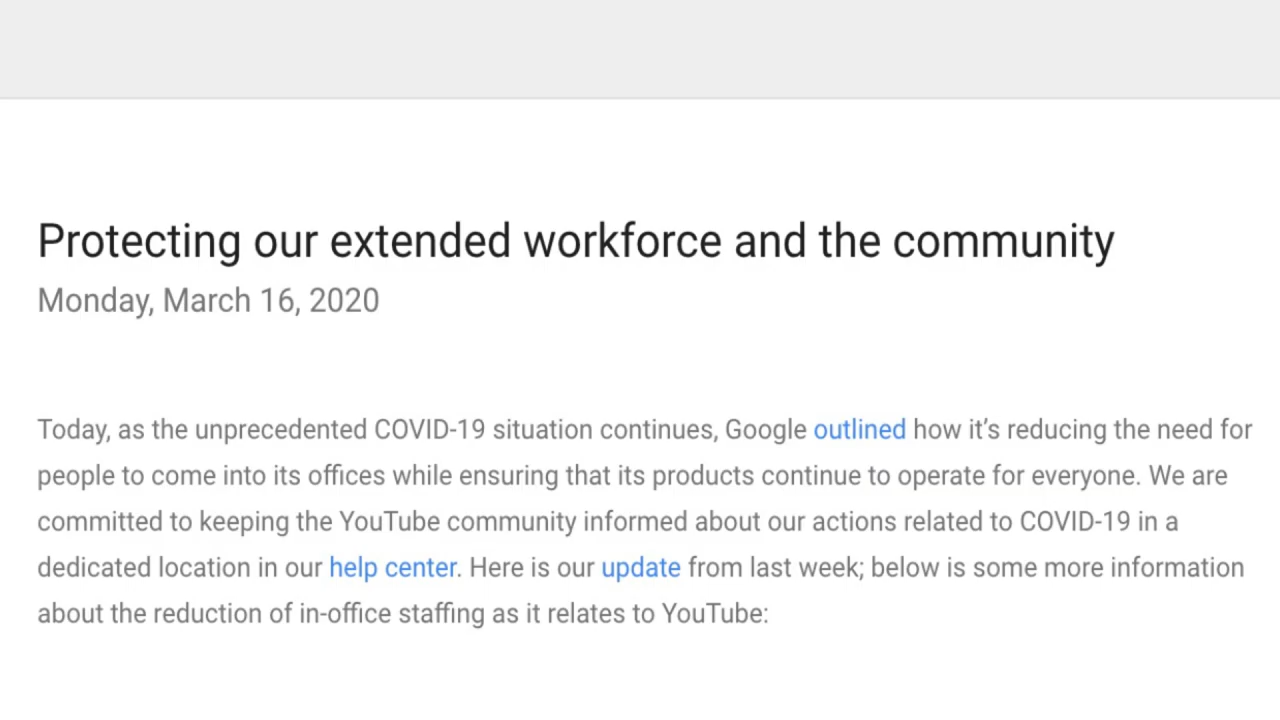 Protecting our extended workforce and the community
Monday, March 16, 2020
Today, as the unprecedented COVID-19 situation continues, Google outlined how it’s reducing the need for
people to come into its offices while ensuring that its products continue to operate for everyone. We are
committed to keeping the YouTube community informed about our actions related to COVID-19 in a
dedicated location in our help center. Here is our update from last week; below is some more information
about the reduction of in-office staffing as it relates to YouTube: